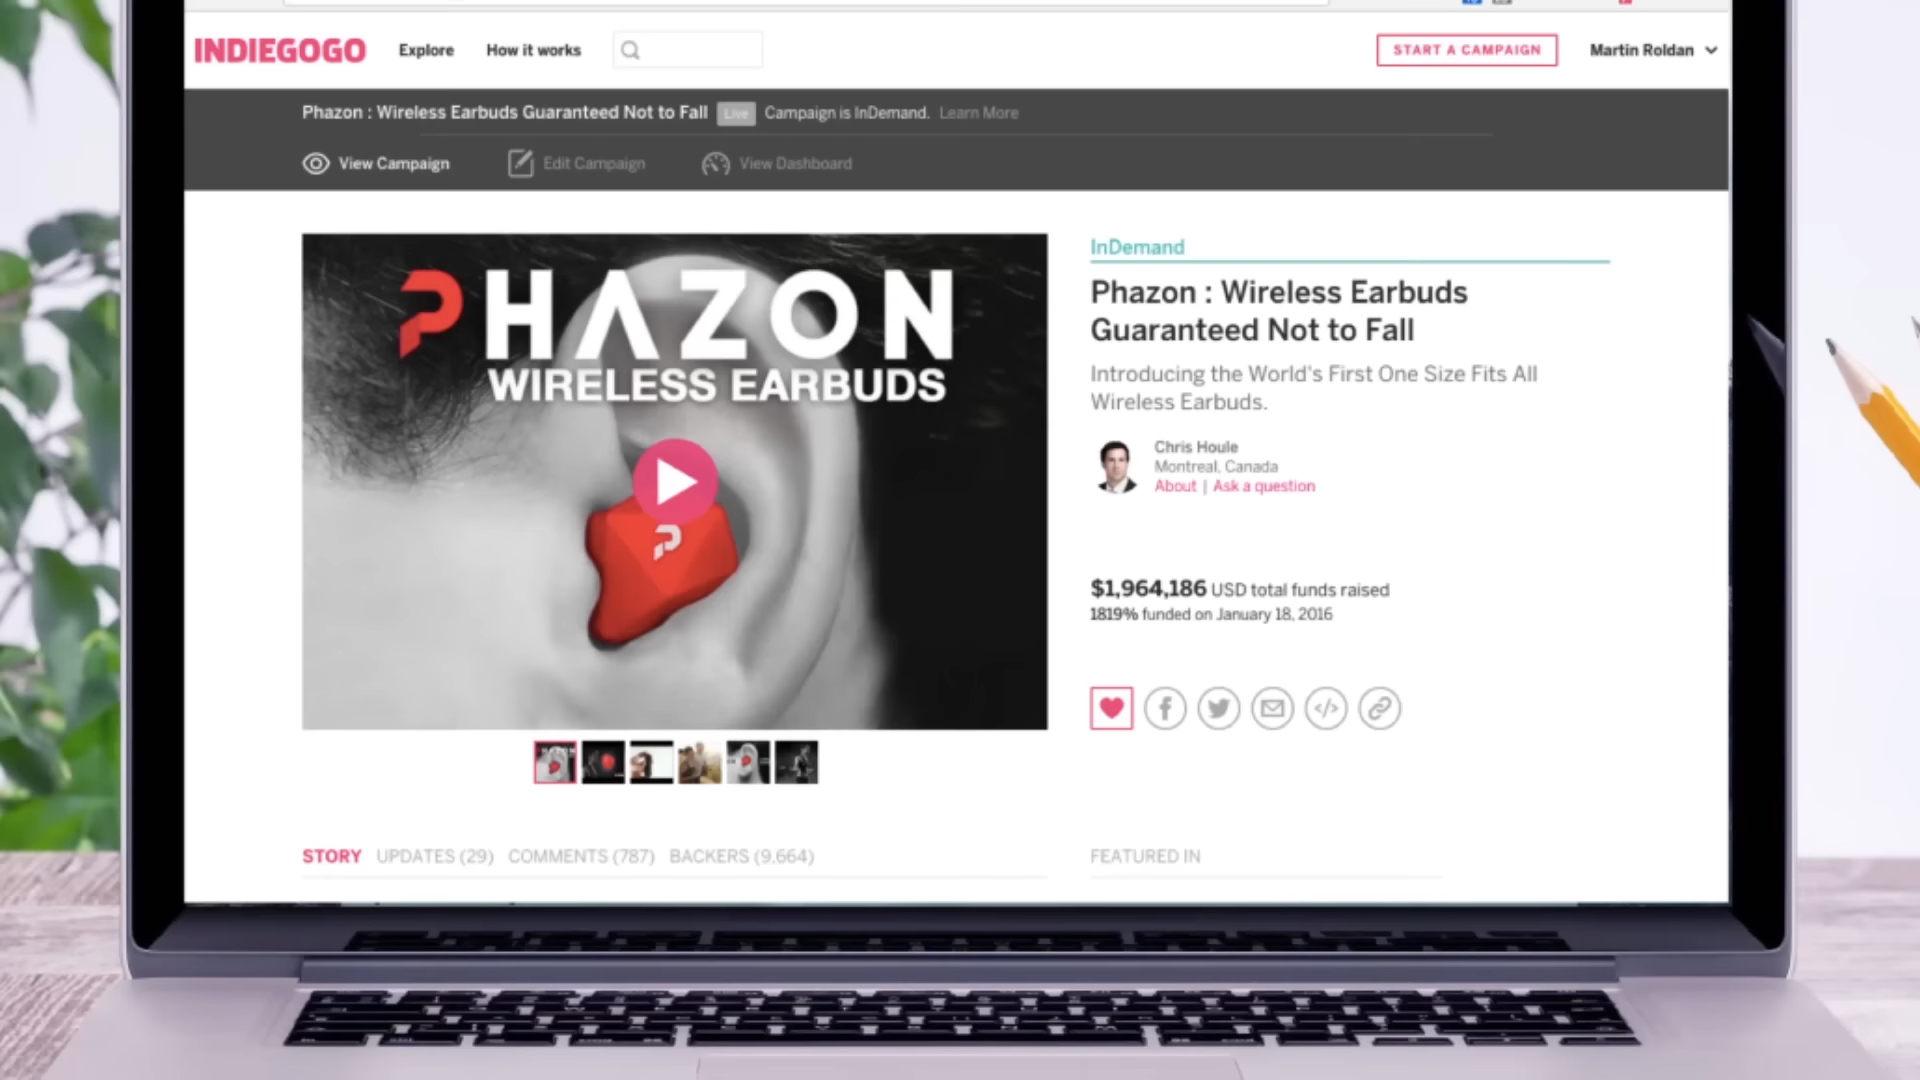 INDIEGOGO Explore How it works START A CAMPAIGN Martin Roldan
Phazon : Wireless Earbuds Guaranteed Not to Fall Live Campaign is InDemand. Learn More
View Campaign Edit Campaign View Dashboard
PHAZON
WIRELESS EARBUDS
P
InDemand
Phazon : Wireless Earbuds
Guaranteed Not to Fall
Introducing the World's First One Size Fits All
Wireless Earbuds.
Chris Houle
Montreal, Canada
About | Ask a question
$1,964,186 USD total funds raised
1819% funded on January 18, 2016
STORY UPDATES (29) COMMENTS (787) BACKERS (9,664)
FEATURED IN